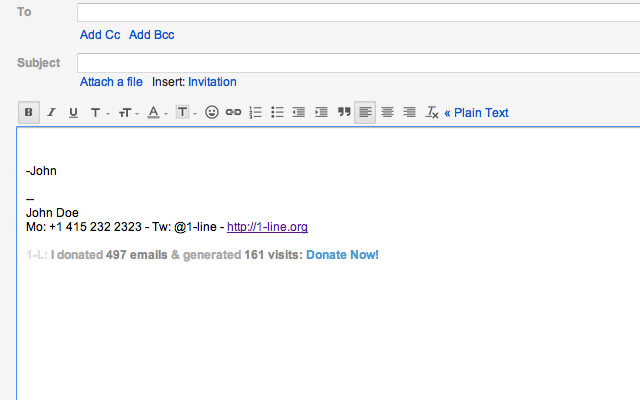 To
Add Cc Add Bcc
Subject
Attach a file Insert: Invitation
B I U T - тT - A - T - « Plain Text
-John
--
John Doe
Mo: +1 415 232 2323 - Tw: @1-line - http://1-line.org
1-L: I donated 497 emails & generated 161 visits: Donate Now!